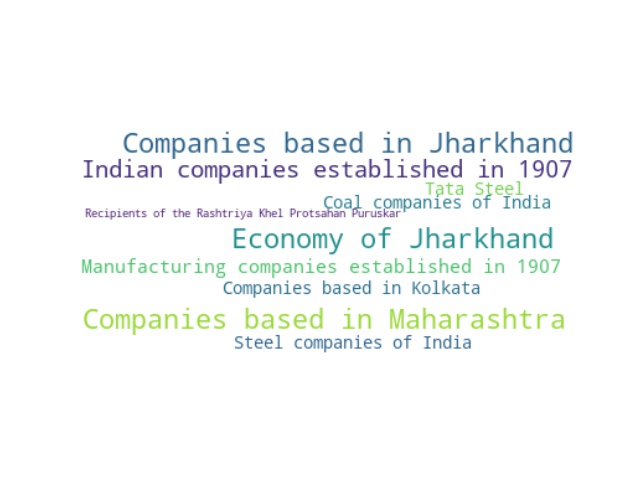 Companies based in Jharkhand
Indian companies established in 1907
Tata Steel
Coal companies of India
Recipients of the Rashtriya Khel Protsahan Puruskar
Economy of Jharkhand
Manufacturing companies established in 1907
Companies based in Kolkata
Companies based in Maharashtra
Steel companies of India